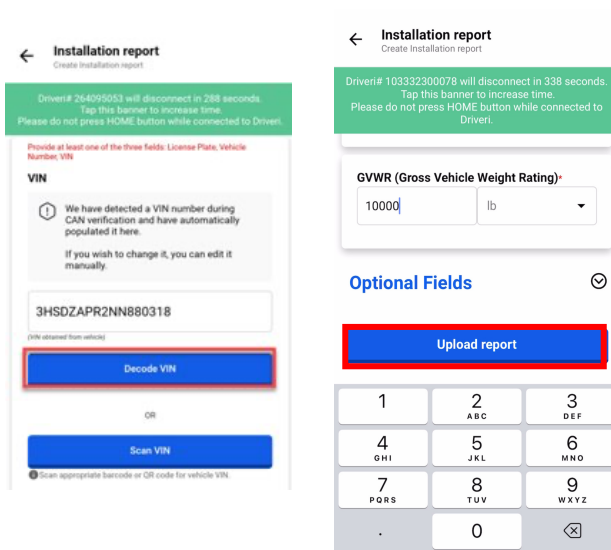 Installation report
Create Installation report
Driveri# 264095053 will disconnect in 288 seconds.
Tap this banner to increase time.
Please do not press HOME button while connected to Driveri.
Provide at least one of the three fields: License Plate, Vehicle
Number, VIN
VIN
We have detected a VIN number during
CAN verification and have automatically
populated it here.
If you wish to change it, you can edit it
manually.
3HSDZAPR2NN880318
(VIN obtained from vehicle)
Decode VIN
OR
Scan VIN
Scan appropriate barcode or QR code for vehicle VIN.
Installation report
Create Installation report
Driveri# 103332300078 will disconnect in 338 seconds.
Tap this banner to increase time.
Please do not press HOME button while connected to
Driveri.
GVWR (Gross Vehicle Weight Rating)*
10000 lb
Optional Fields
Upload report
1 2 3
ABC DEF
4 5 6
GHI JKL MNO
7 8 9
PQRS TUV WXYZ
. 0